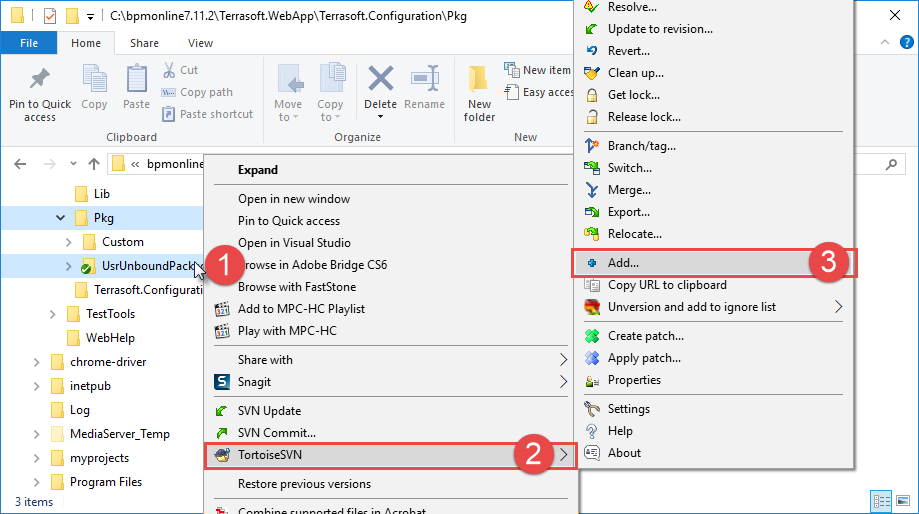 C:\bpmonline7.11.2\Terrasoft.WebApp\Terrasoft.Configuration\Pkg
File Home Share View
Pin to Quick access
Copy
Paste
Cut
Copy path
Paste shortcut
Clipboard
Move to
Copy to
Delete
Rename
Organize
New folder
New item
Easy acces
New
« bpmonline
Lib
Pkg
Custom
UsrUnboundPack
Terrasoft.Configurati
TestTools
WebHelp
chrome-driver
inetpub
Log
MediaServer_Temp
myprojects
Program Files
3 items
1
Expand
Open in new window
Pin to Quick access
Open in Visual Studio
Browse in Adobe Bridge CS6
Browse with FastStone
Add to MPC-HC Playlist
Play with MPC-HC
Share with
Snagit
SVN Update
SVN Commit...
TortoiseSVN
2
Restore previous versions
Combine supported files in Acrobat...
Resolve...
Update to revision...
Revert...
Clean up...
Get lock...
Release lock...
Branch/tag...
Switch...
Merge...
Export...
Relocate...
Add...
3
Copy URL to clipboard
Unversion and add to ignore list
Create patch...
Apply patch...
Properties
Settings
Help
About